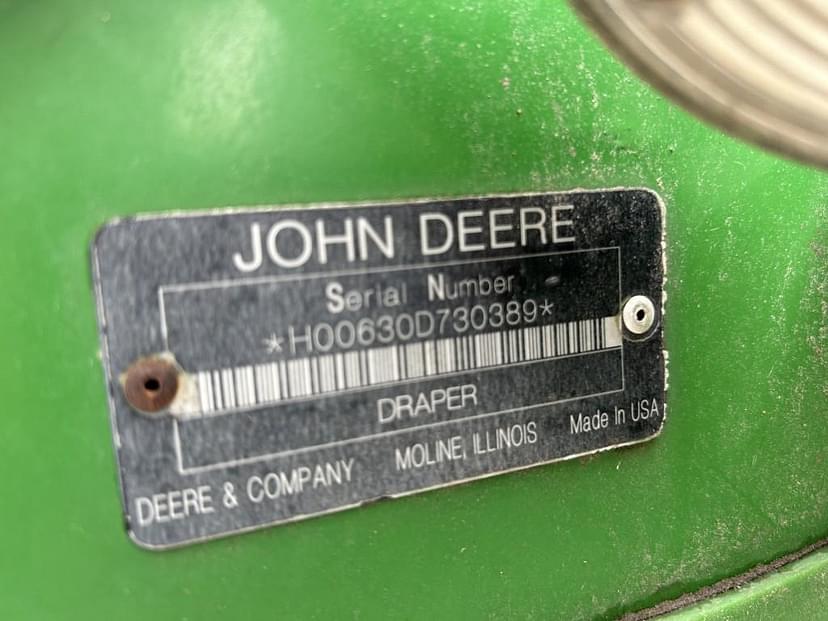 JOHN DEERE
Serial Number
*H00630D730389*
DRAPER
DEERE & COMPANY MOLINE, ILLINOIS Made In USA